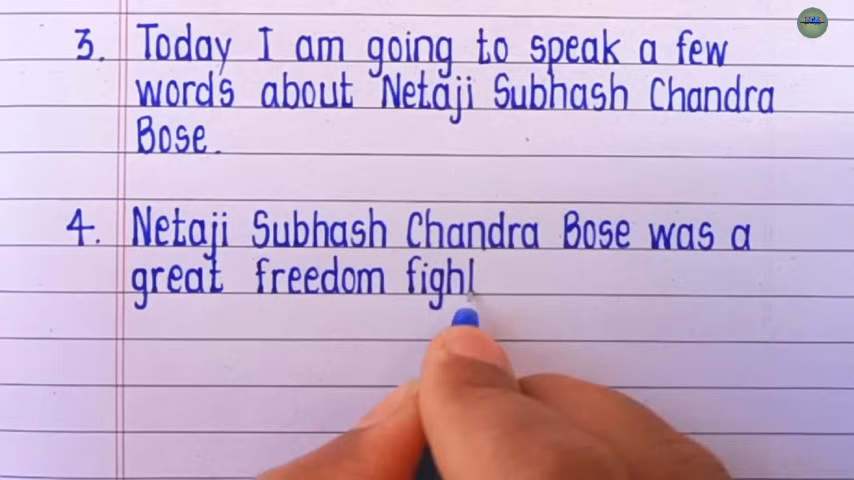 3. Today I am going to speak a few
words about Netaji Subhash Chandra
Bose.
4. Netaji Subhash Chandra Bose was a
great freedom figh